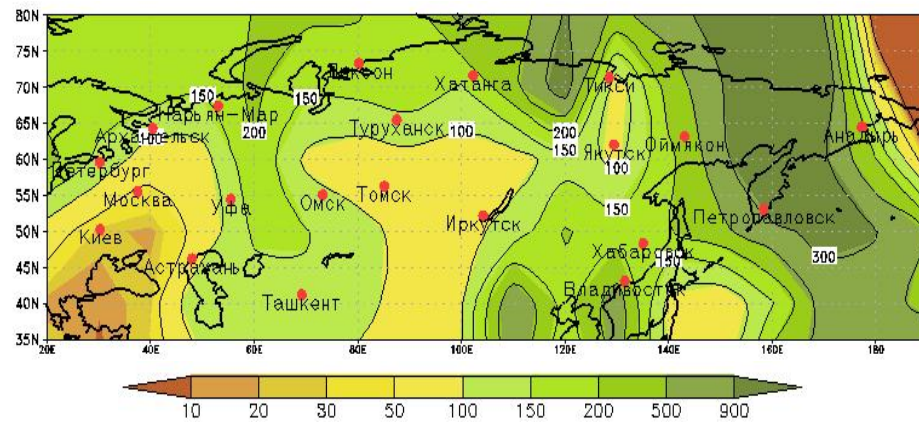 80N
75N
70N
65N
60N
55N
50N
45N
40N
35N
Диксон
Хатанга
Тикси
150
150
Нарьян-Мар
Архангельск
100
200
Туруханск
100
200
150
Якутск
Оймякон
Анадырь
Петербург
100
Москва
Уфа
Омск
Томск
150
Иркутск
Петропавловск
Киев
Астрахань
Хабаровск
150
300
Ташкент
Владивосток
20E
40E
60E
80E
100E
120E
140E
160E
180
10
20
30
50
100
150
200
500
900